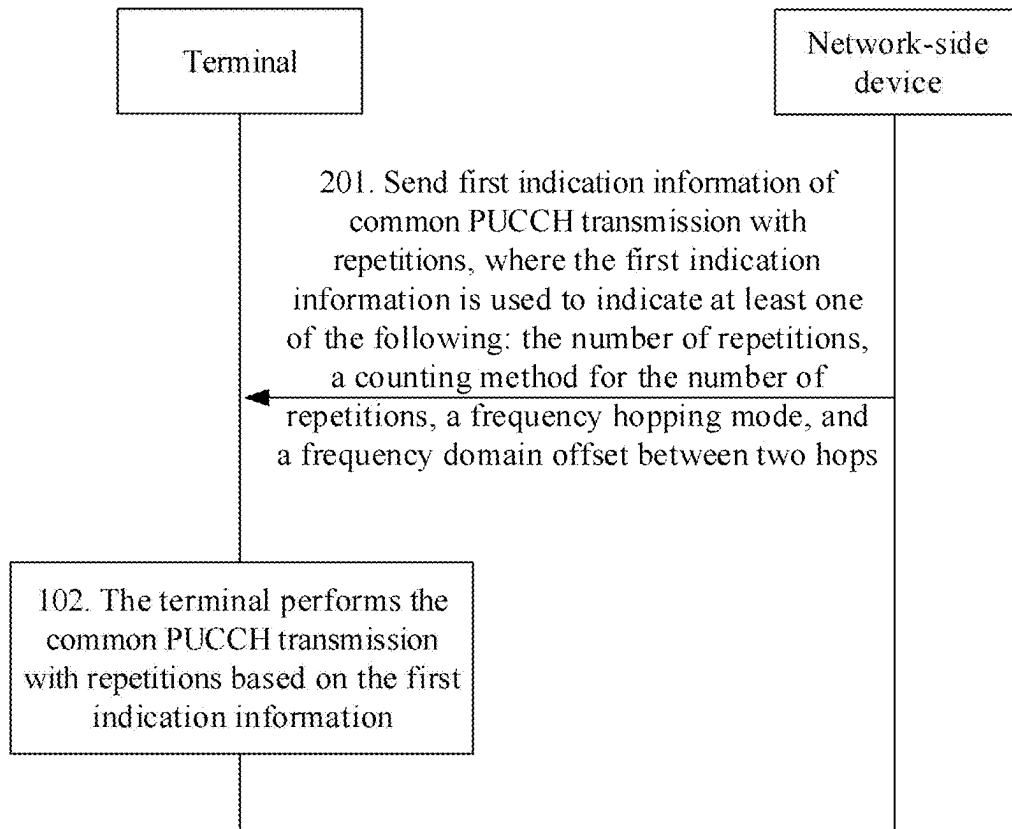 Terminal
Network-side
device
201. Send first indication information of
common PUCCH transmission with
repetitions, where the first indication
information is used to indicate at least one
of the following: the number of repetitions,
a counting method for the number of
repetitions, a frequency hopping mode, and
a frequency domain offset between two hops
102. The terminal performs the
common PUCCH transmission
with repetitions based on the first
indication information